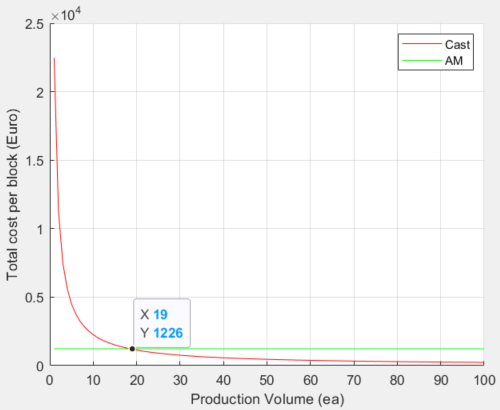 ×10⁴
2.5
2
1.5
1
0.5
0
0 10 20 30 40 50 60 70 80 90 100
Total cost per block (Euro)
Production Volume (ea)
Cast
AM
X 19
Y 1226